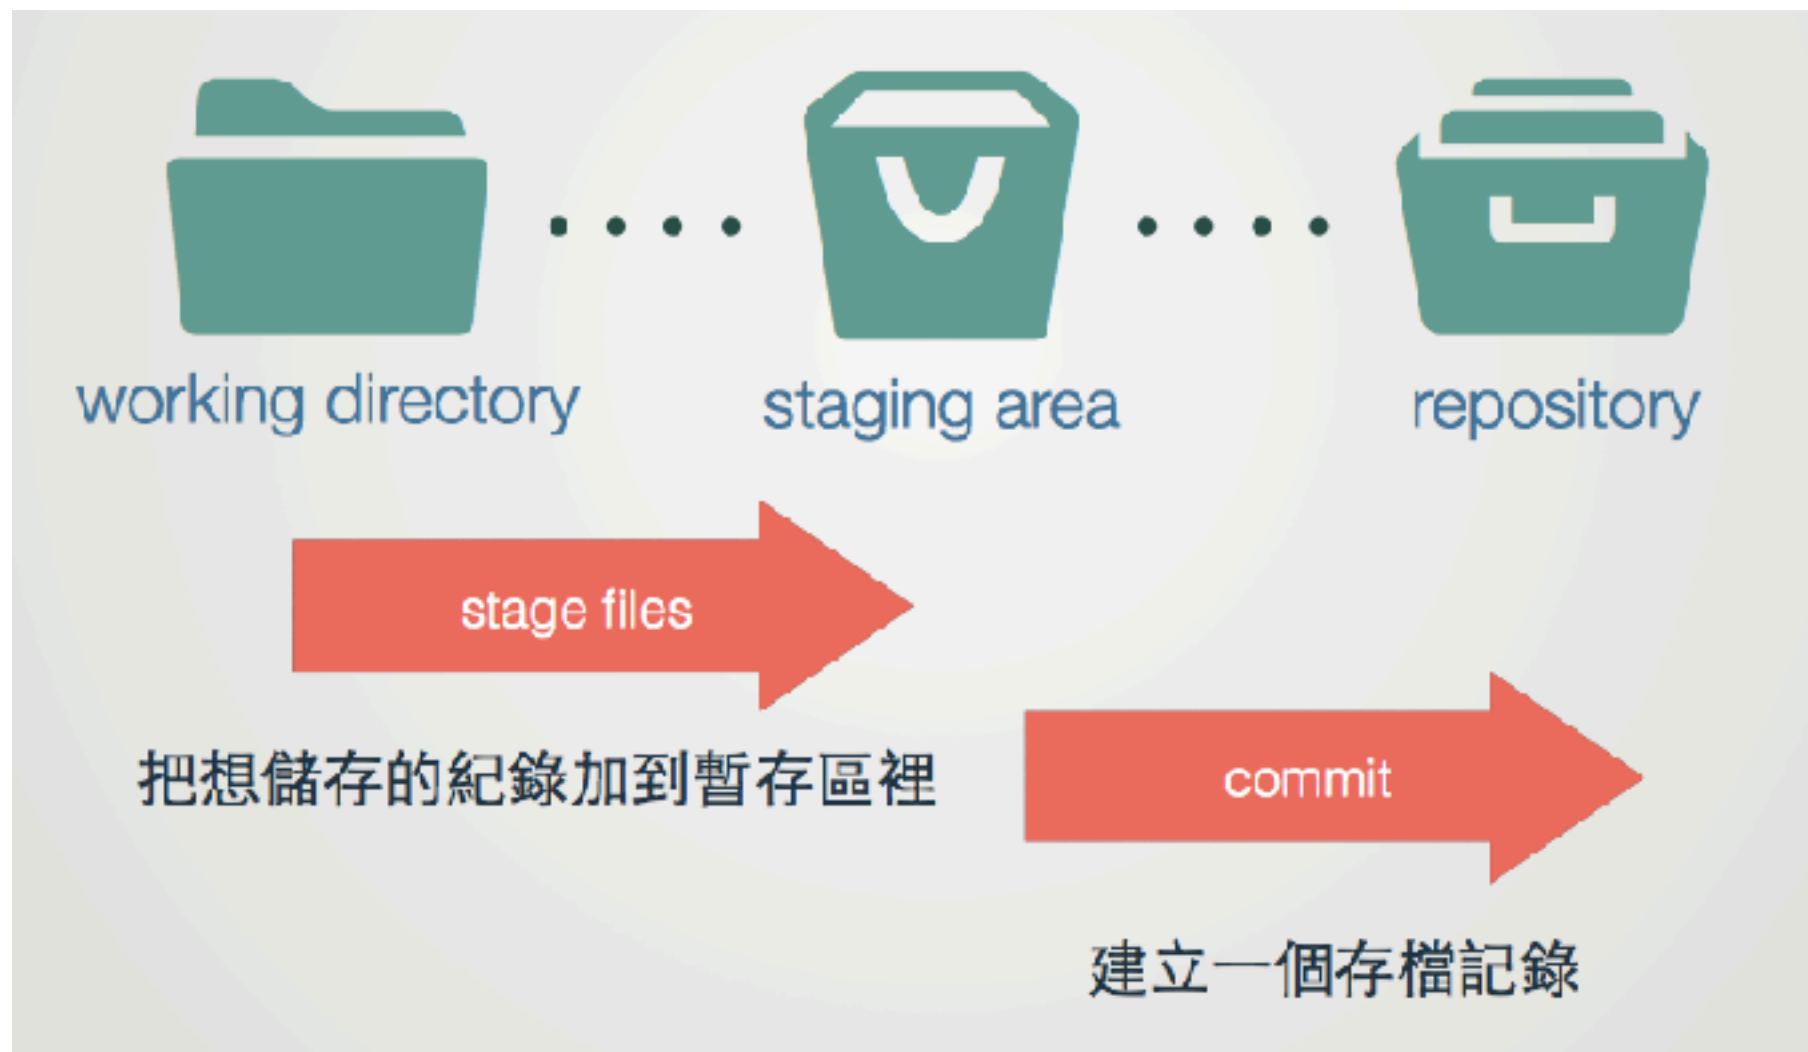 working directory
staging area
repository
stage files
把想儲存的紀錄加到暫存區裡
commit
建立一個存檔記錄